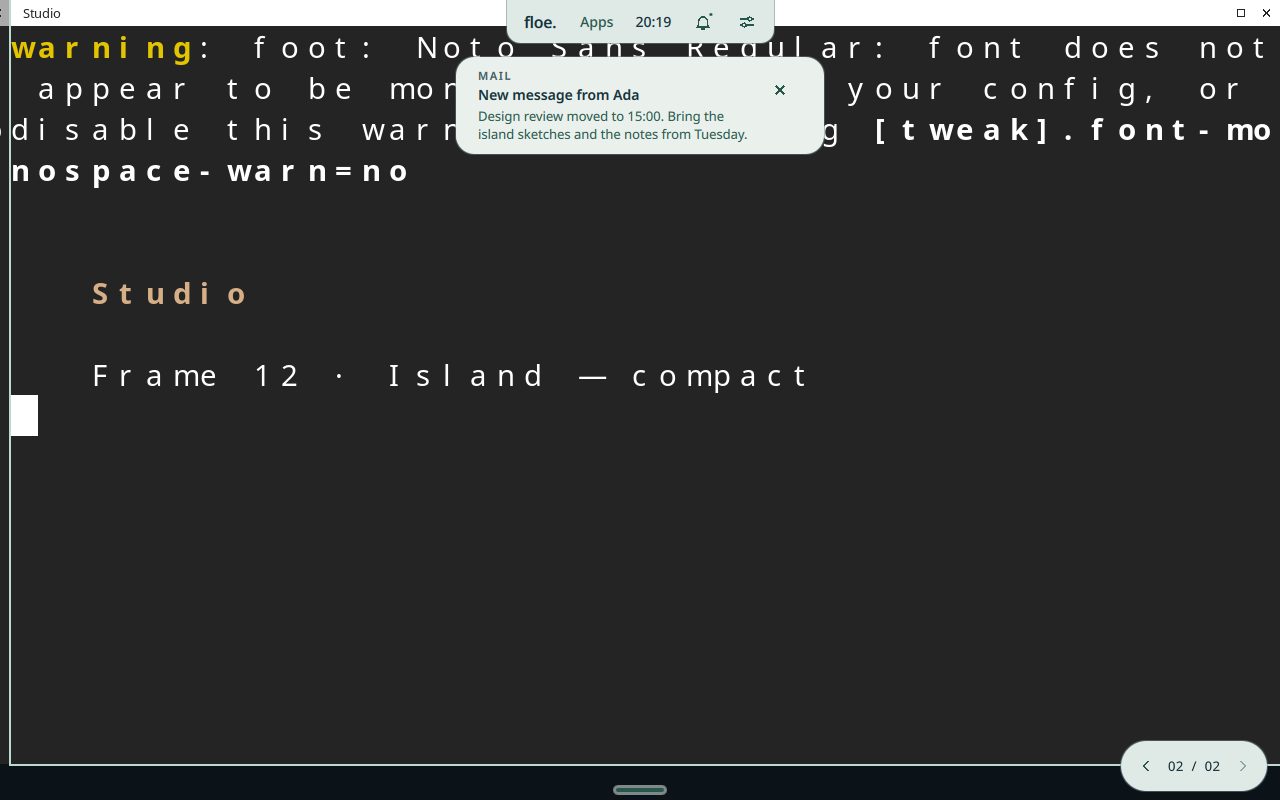 Studio
floe. Apps 20:19
warning: foot: Noto Sans Regular: font does not
appear to be mon your config, or
MAIL
New message from Ada
Design review moved to 15:00. Bring the
island sketches and the notes from Tuesday.
disable this warn g [tweak].font-mo
nospace-warn=no
Studio
Frame 12 · Island — compact
02 / 02